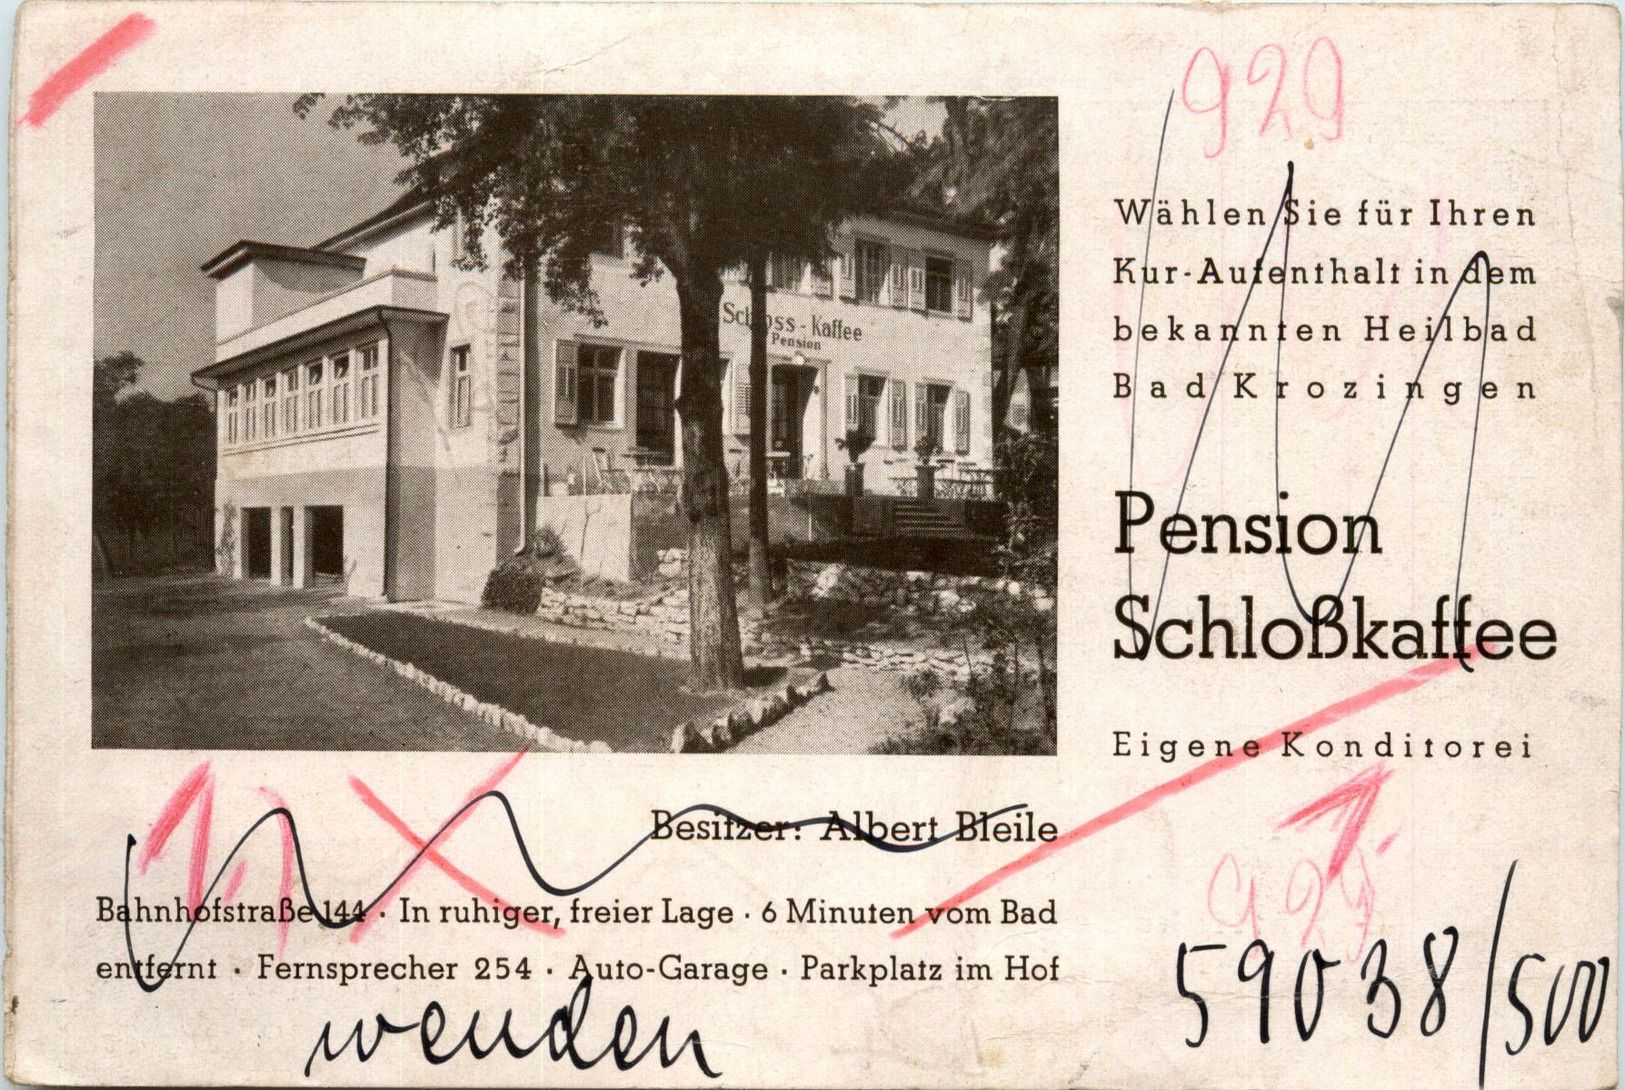 929
Wählen Sie für Ihren
Kur-Aufenthalt in dem
bekannten Heilbad
Bad Krozingen
Schloss - Kaffee
Pension
Pension
Schloßkaffee
Eigene Konditorei
Besitzer: Albert Bleile
Bahnhofstraße 144 · In ruhiger, freier Lage · 6 Minuten vom Bad
entfernt · Fernsprecher 254 · Auto-Garage · Parkplatz im Hof
wenden
59038/500